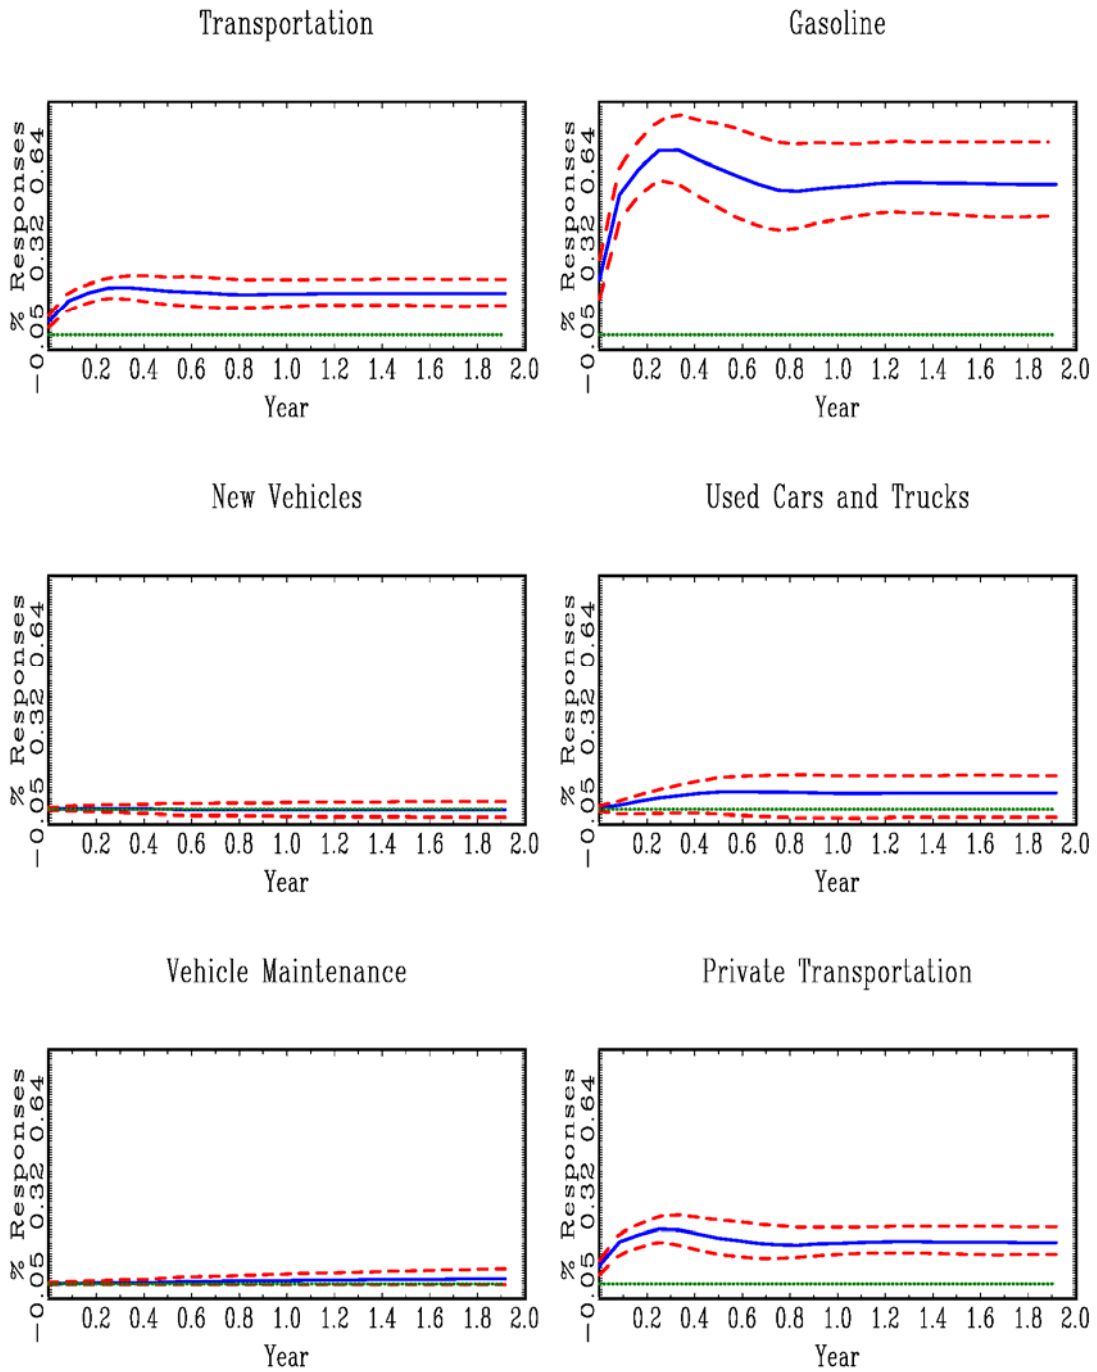 Transportation
% Responses
−0.05 0.32 0.64
0.2 0.4 0.6 0.8 1.0 1.2 1.4 1.6 1.8 2.0
Year
Gasoline
% Responses
−0.05 0.32 0.64
0.2 0.4 0.6 0.8 1.0 1.2 1.4 1.6 1.8 2.0
Year
New Vehicles
% Responses
−0.05 0.32 0.64
0.2 0.4 0.6 0.8 1.0 1.2 1.4 1.6 1.8 2.0
Year
Used Cars and Trucks
% Responses
−0.05 0.32 0.64
0.2 0.4 0.6 0.8 1.0 1.2 1.4 1.6 1.8 2.0
Year
Vehicle Maintenance
% Responses
−0.05 0.32 0.64
0.2 0.4 0.6 0.8 1.0 1.2 1.4 1.6 1.8 2.0
Year
Private Transportation
% Responses
−0.05 0.32 0.64
0.2 0.4 0.6 0.8 1.0 1.2 1.4 1.6 1.8 2.0
Year